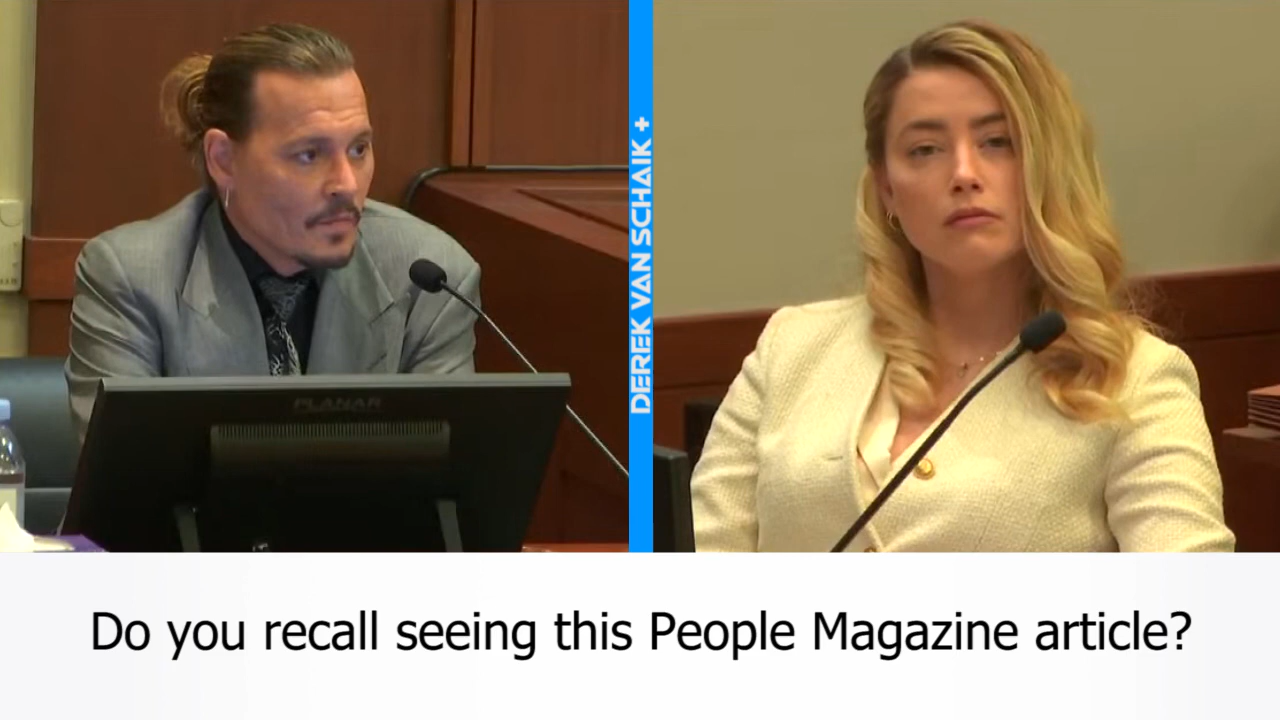 PLANAR
DEREK VAN SCHAIK +
Do you recall seeing this People Magazine article?